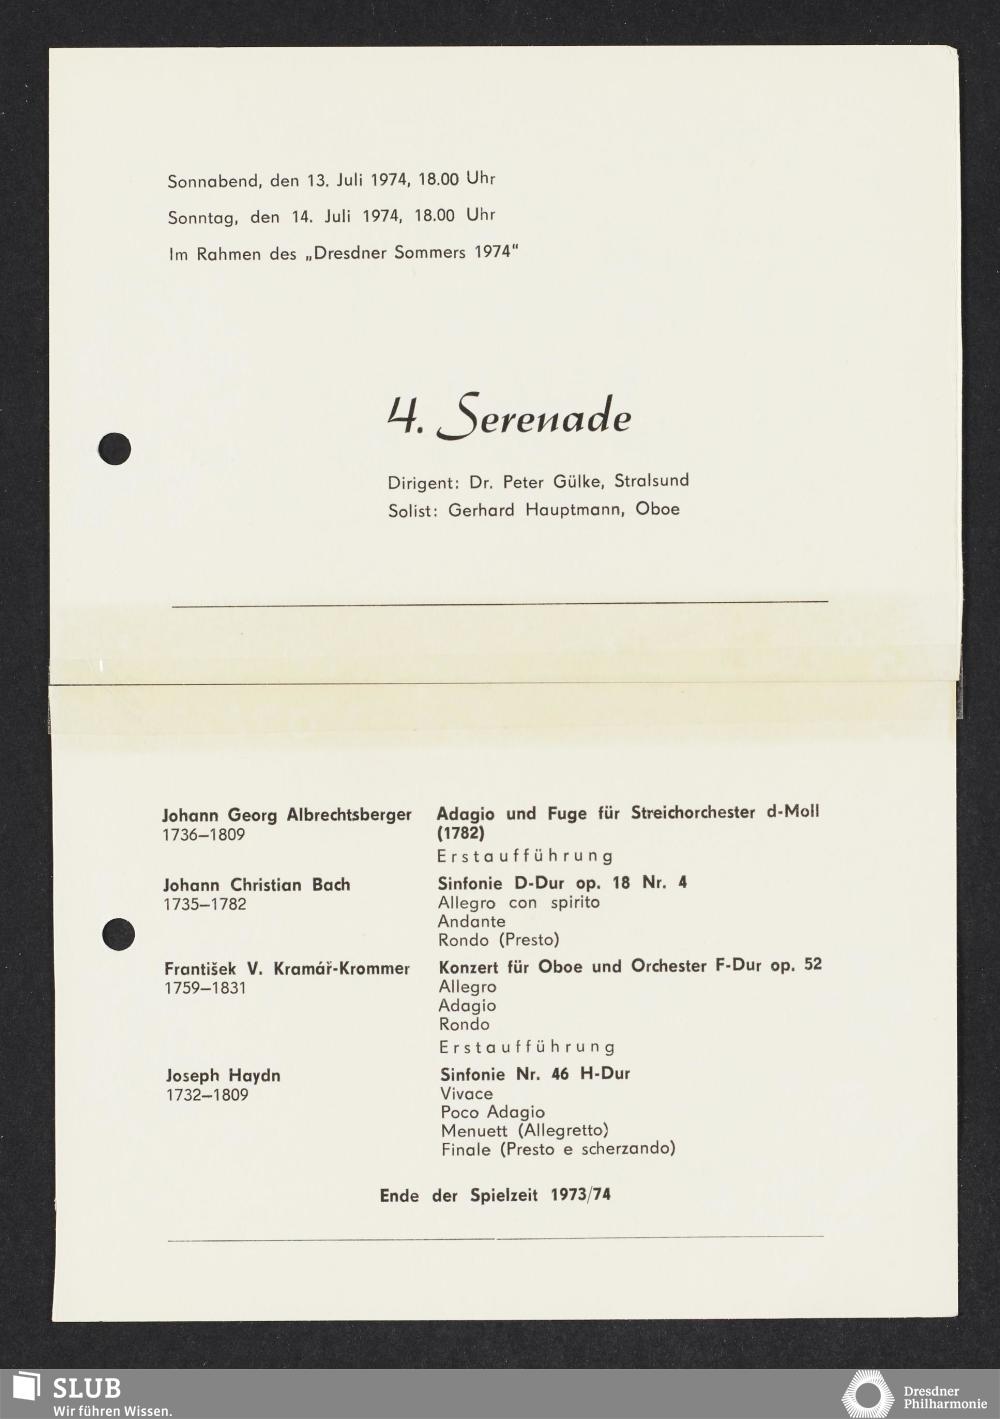 Sonnabend, den 13. Juli 1974, 18.00 Uhr
Sonntag, den 14. Juli 1974, 18.00 Uhr
Im Rahmen des „Dresdner Sommers 1974"
4. Serenade
Dirigent: Dr. Peter Gülke, Stralsund
Solist: Gerhard Hauptmann, Oboe
Johann Georg Albrechtsberger Adagio und Fuge für Streichorchester d-Moll
1736–1809 (1782)
Erstaufführung
Johann Christian Bach Sinfonie D-Dur op. 18 Nr. 4
1735–1782 Allegro con spirito
Andante
Rondo (Presto)
František V. Kramář-Krommer Konzert für Oboe und Orchester F-Dur op. 52
1759–1831 Allegro
Adagio
Rondo
Erstaufführung
Joseph Haydn Sinfonie Nr. 46 H-Dur
1732–1809 Vivace
Poco Adagio
Menuett (Allegretto)
Finale (Presto e scherzando)
Ende der Spielzeit 1973/74
SLUB
Wir führen Wissen.
Dresdner
Philharmonie